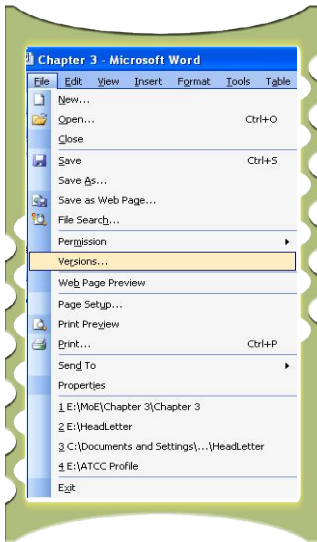 Chapter 3 - Microsoft Word
File Edit View Insert Format Tools Table
New...
Open... Ctrl+O
Close
Save Ctrl+S
Save As...
Save as Web Page...
File Search...
Permission
Versions...
Web Page Preview
Page Setup...
Print Preview
Print... Ctrl+P
Send To
Properties
1 E:\MoE\Chapter 3\Chapter 3
2 E:\HeadLetter
3 C:\Documents and Settings\...\HeadLetter
4 E:\ATCC Profile
Exit